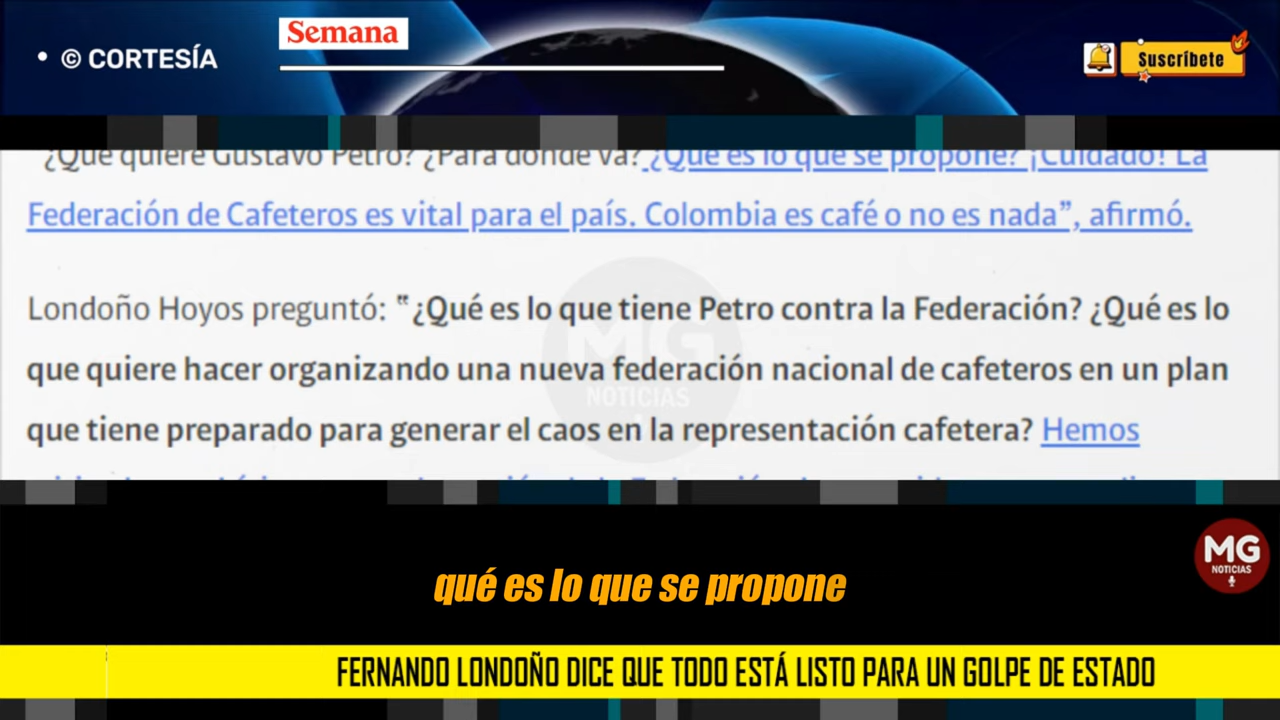 Semana
• © CORTESÍA
Suscríbete
¿Qué quiere Gustavo Petro? ¿Para dónde va? ¿Qué es lo que se propone? ¡Cuidado! La
Federación de Cafeteros es vital para el país. Colombia es café o no es nada”, afirmó.
Londoño Hoyos preguntó: “¿Qué es lo que tiene Petro contra la Federación? ¿Qué es lo
que quiere hacer organizando una nueva federación nacional de cafeteros en un plan
que tiene preparado para generar el caos en la representación cafetera? Hemos
MG
NOTICIAS
MG
NOTICIAS
qué es lo que se propone
FERNANDO LONDOÑO DICE QUE TODO ESTÁ LISTO PARA UN GOLPE DE ESTADO